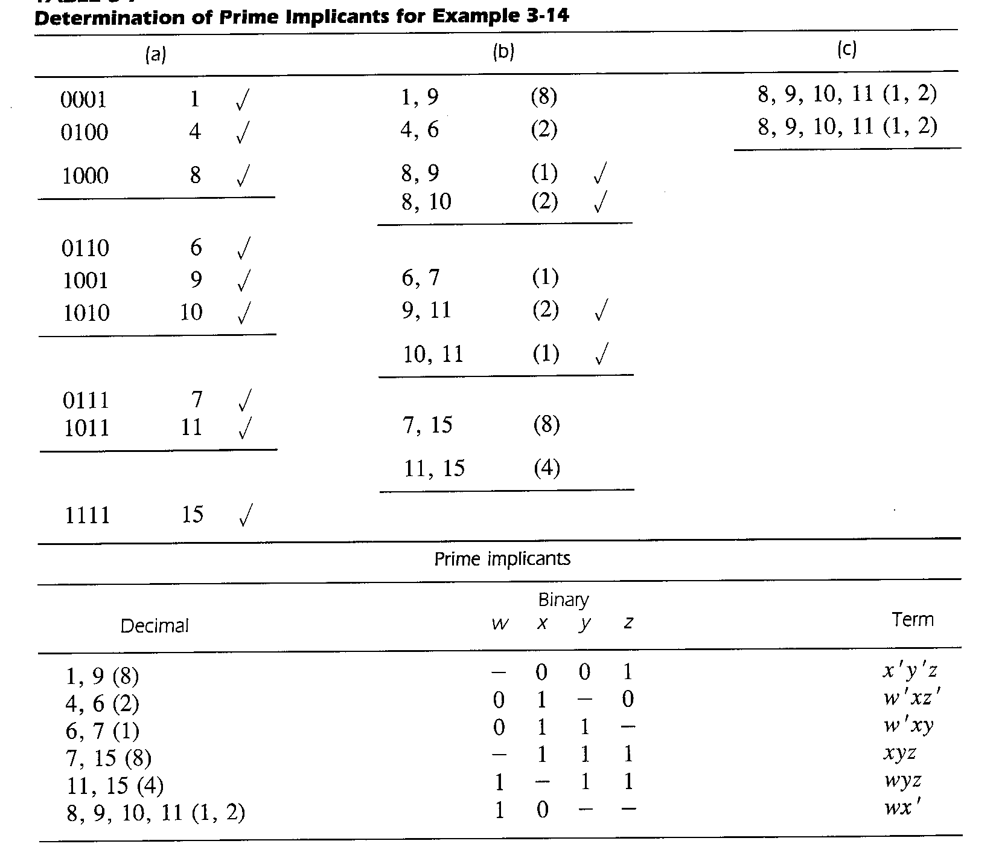 Determination of Prime Implicants for Example 3-14
(a) (b) (c)
0001 1 √ 1, 9 (8) 8, 9, 10, 11 (1, 2)
0100 4 √ 4, 6 (2) 8, 9, 10, 11 (1, 2)
1000 8 √ 8, 9 (1) √
8, 10 (2) √
0110 6 √
1001 9 √ 6, 7 (1)
1010 10 √ 9, 11 (2) √
10, 11 (1) √
0111 7 √
1011 11 √ 7, 15 (8)
11, 15 (4)
1111 15 √
Prime implicants
Binary
Decimal w x y z Term
1, 9 (8) – 0 0 1 x'y'z
4, 6 (2) 0 1 – 0 w'xz'
6, 7 (1) 0 1 1 – w'xy
7, 15 (8) – 1 1 1 xyz
11, 15 (4) 1 – 1 1 wyz
8, 9, 10, 11 (1, 2) 1 0 – – wx'